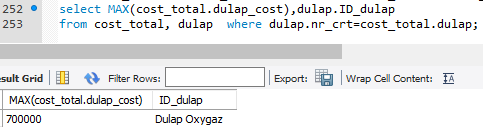 252 select MAX(cost_total.dulap_cost),dulap.ID_dulap
253 from cost_total, dulap  where dulap.nr_crt=cost_total.dulap;
esult Grid Filter Rows: Export: Wrap Cell Content:
MAX(cost_total.dulap_cost) ID_dulap
700000 Dulap Oxygaz